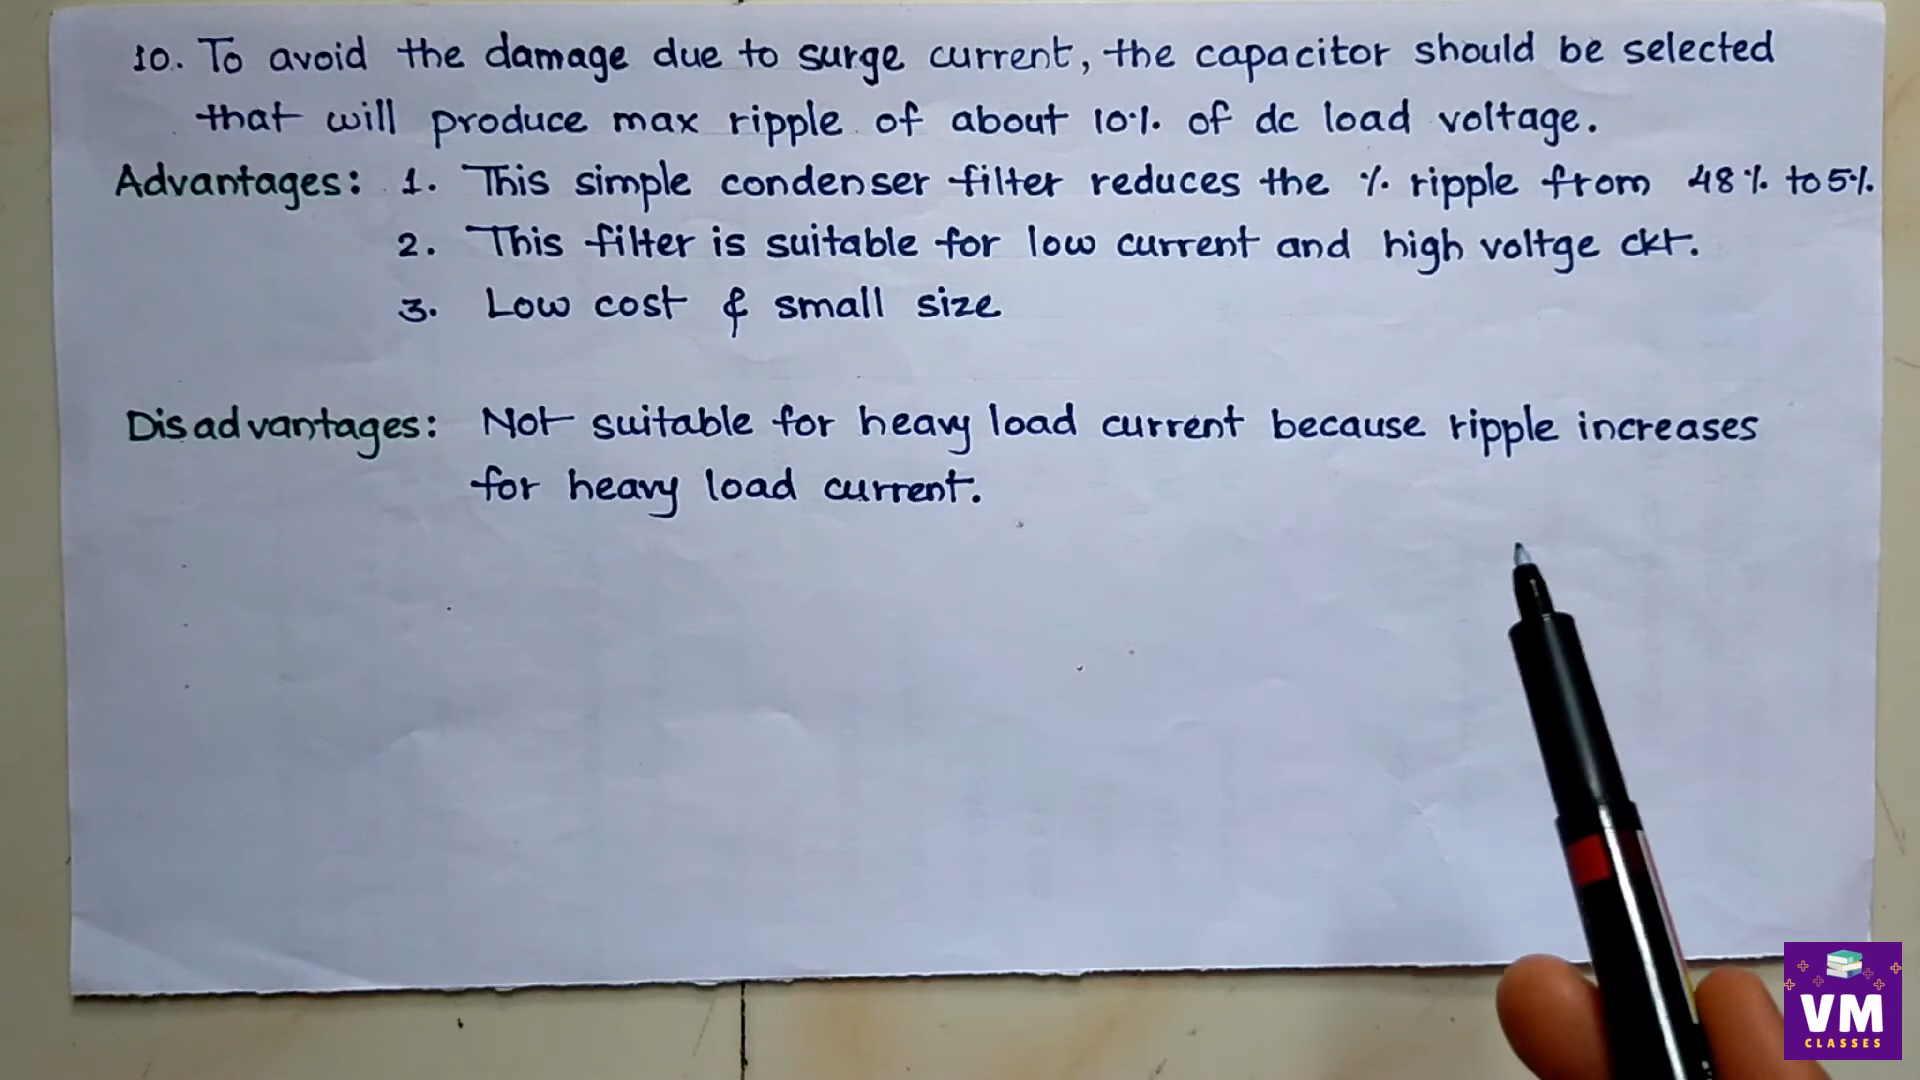 10. To avoid the damage due to surge current, the capacitor should be selected
that will produce max ripple of about 10% of dc load voltage.
Advantages: 1. This simple condenser filter reduces the % ripple from 48% to 5%.
2. This filter is suitable for low current and high voltge ckt.
3. Low cost & small size
Disadvantages: Not suitable for heavy load current because ripple increases
for heavy load current.
VM
CLASSES